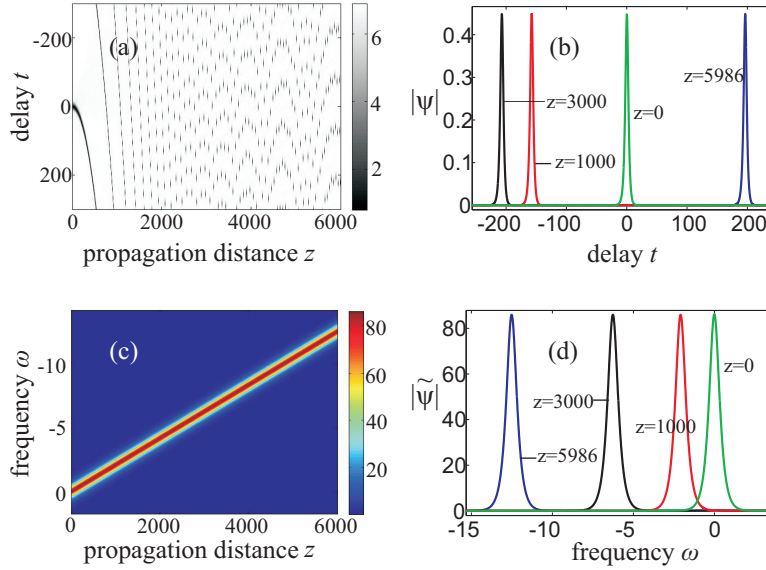 (a)
-300
0
300
delay t
0
2000
4000
6000
propagation distance z
6
4
2
(b)
0.4
0.3
0.2
0.1
0
|ψ|
z=3000
z=1000
z=0
z=5986
-200
-100
0
100
200
delay t
(c)
-10
-5
0
frequency ω
0
2000
4000
6000
propagation distance z
80
60
40
20
(d)
80
60
40
20
0
|ψ̃|
z=3000
z=5986
z=1000
z=0
-15
-10
-5
0
frequency ω